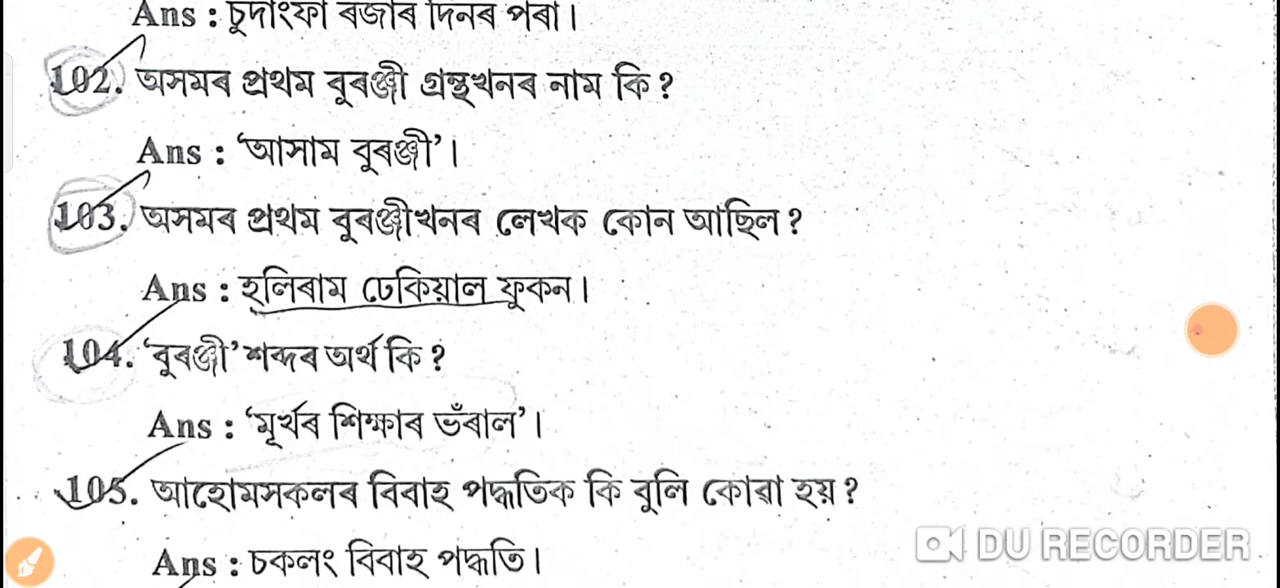 Ans : চুদাংফা ৰজাৰ দিনৰ পৰা।
102. অসমৰ প্ৰথম বুৰঞ্জী গ্ৰন্থখনৰ নাম কি ?
Ans : ‘আসাম বুৰঞ্জী’।
103. অসমৰ প্ৰথম বুৰঞ্জীখনৰ লেখক কোন আছিল ?
Ans : হলিৰাম ঢেকিয়াল ফুকন।
104. ‘বুৰঞ্জী’ শব্দৰ অৰ্থ কি ?
Ans : ‘মূৰ্খৰ শিক্ষাৰ ভঁৰাল’।
105. আহোমসকলৰ বিবাহ পদ্ধতিক কি বুলি কোৱা হয় ?
Ans : চকলং বিবাহ পদ্ধতি।
DU RECORDER